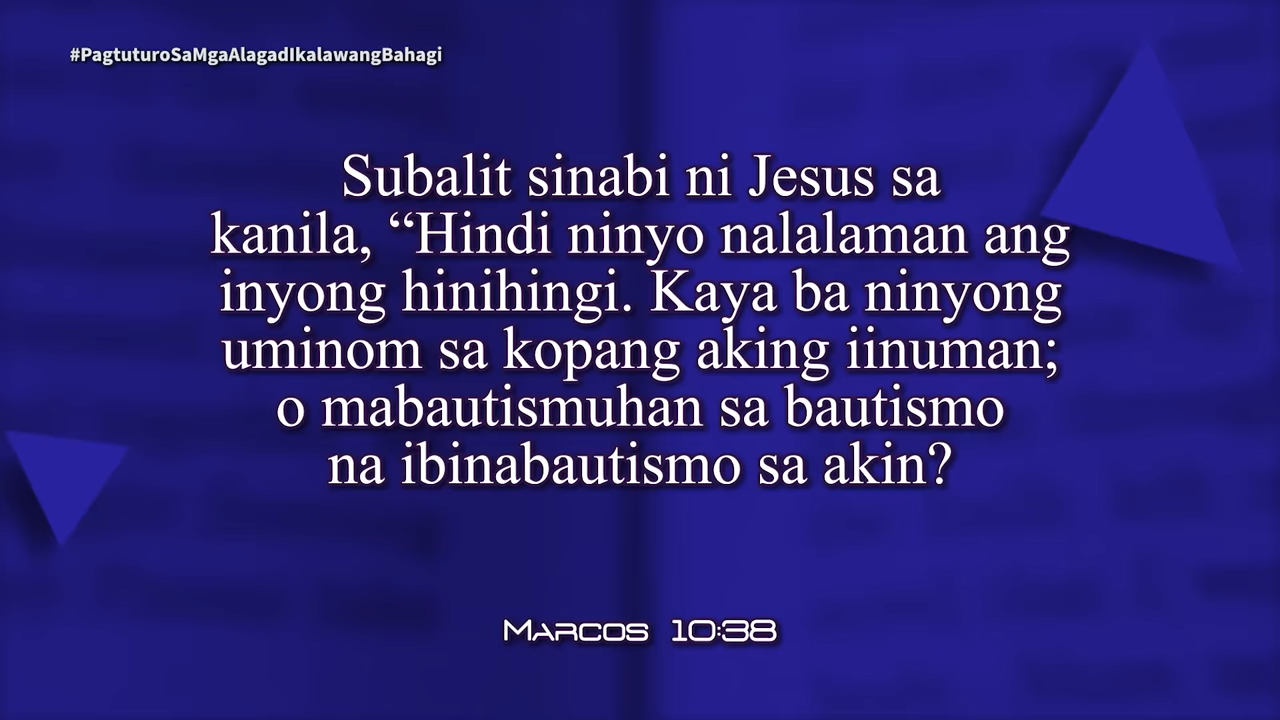 #PagtuturoSaMgaAlagadIkalawangBahagi
Subalit sinabi ni Jesus sa
kanila, “Hindi ninyo nalalaman ang
inyong hinihingi. Kaya ba ninyong
uminom sa kopang aking iinuman;
o mabautismuhan sa bautismo
na ibinabautismo sa akin?
Marcos 10:38